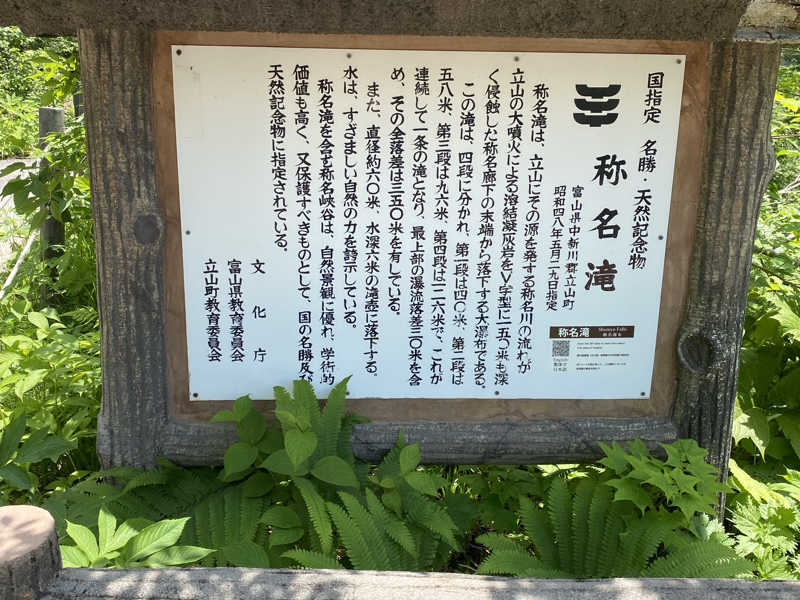 国指定 名勝・天然記念物
称名滝
富山県中新川郡立山町
昭和四八年五月二九日指定
称名滝は、立山にその源を発する称名川の流れが
立山の大噴火による溶結凝灰岩をV字型に一五〇米も深
く侵蝕した称名廊下の末端から落下する大瀑布である。
この滝は、四段に分かれ、第一段は四〇米、第二段は
五八米、第三段は九六米、第四段は一二六米で、これが
連続して一条の滝となり、最上部の瀑流落差三〇米を含
め、その全落差は三五〇米を有している。
また、直径約六〇米、水深六米の滝壺に落下する。
水は、すさまじい自然の力を誇示している。
称名滝を含む称名峡谷は、自然景観に優れ、学術的
価値も高く、又保護すべきものとして、国の名勝及び
天然記念物に指定されている。
文化庁
富山県教育委員会
立山町教育委員会
称名滝
Shomyo Falls
English
日本語